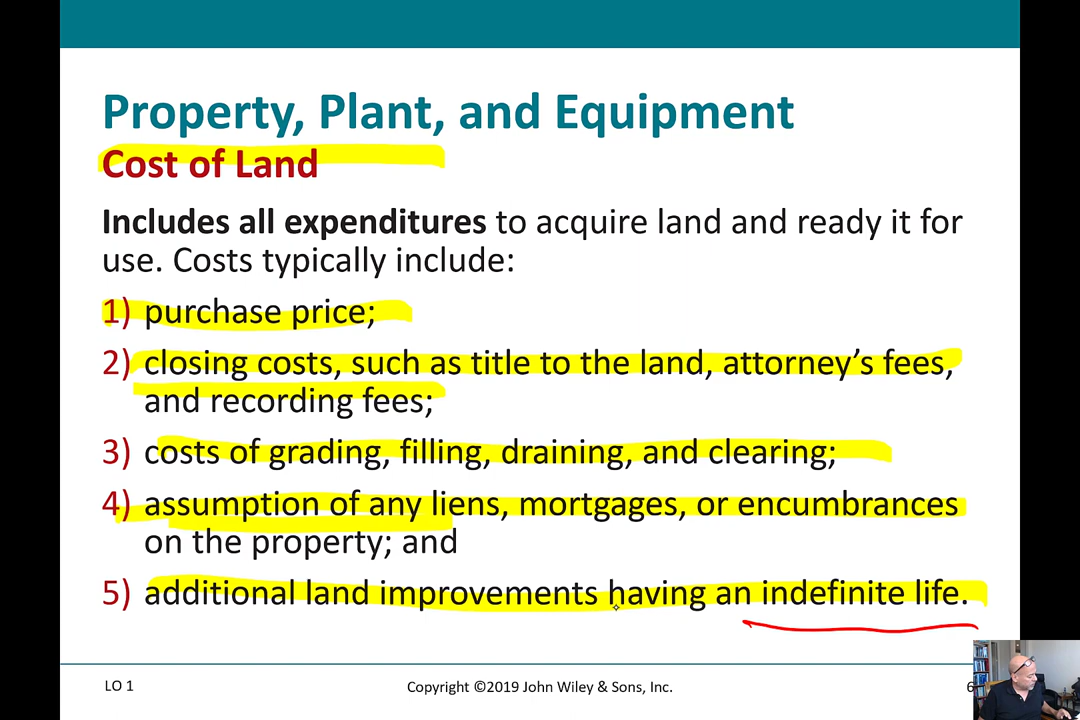 Property, Plant, and Equipment
Cost of Land
Includes all expenditures to acquire land and ready it for
use. Costs typically include:
1) purchase price;
2) closing costs, such as title to the land, attorney’s fees,
and recording fees;
3) costs of grading, filling, draining, and clearing;
4) assumption of any liens, mortgages, or encumbrances
on the property; and
5) additional land improvements having an indefinite life.
LO 1
Copyright ©2019 John Wiley & Sons, Inc.
6